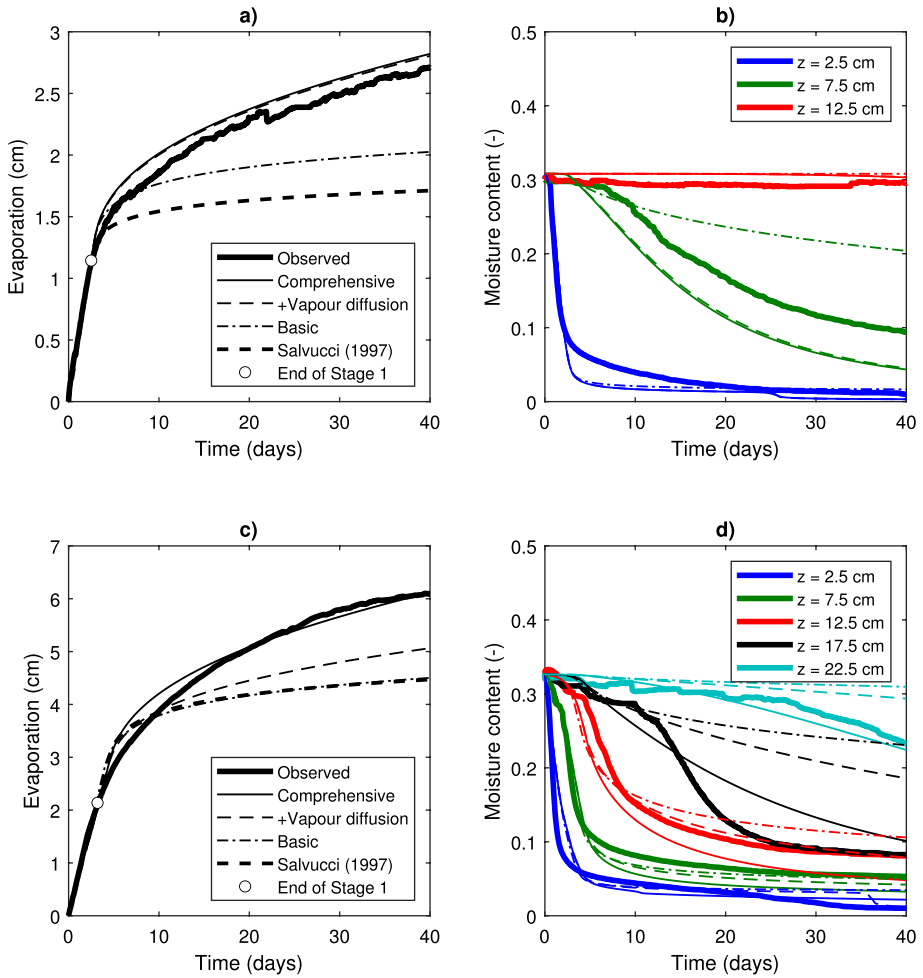 a)
3
2.5
2
1.5
1
0.5
0
0 10 20 30 40
Evaporation (cm)
Time (days)
Observed
Comprehensive
+Vapour diffusion
Basic
Salvucci (1997)
End of Stage 1
b)
0.5
0.4
0.3
0.2
0.1
0
0 10 20 30 40
Moisture content (-)
Time (days)
z = 2.5 cm
z = 7.5 cm
z = 12.5 cm
c)
7
6
5
4
3
2
1
0
0 10 20 30 40
Evaporation (cm)
Time (days)
Observed
Comprehensive
+Vapour diffusion
Basic
Salvucci (1997)
End of Stage 1
d)
0.5
0.4
0.3
0.2
0.1
0
0 10 20 30 40
Moisture content (-)
Time (days)
z = 2.5 cm
z = 7.5 cm
z = 12.5 cm
z = 17.5 cm
z = 22.5 cm